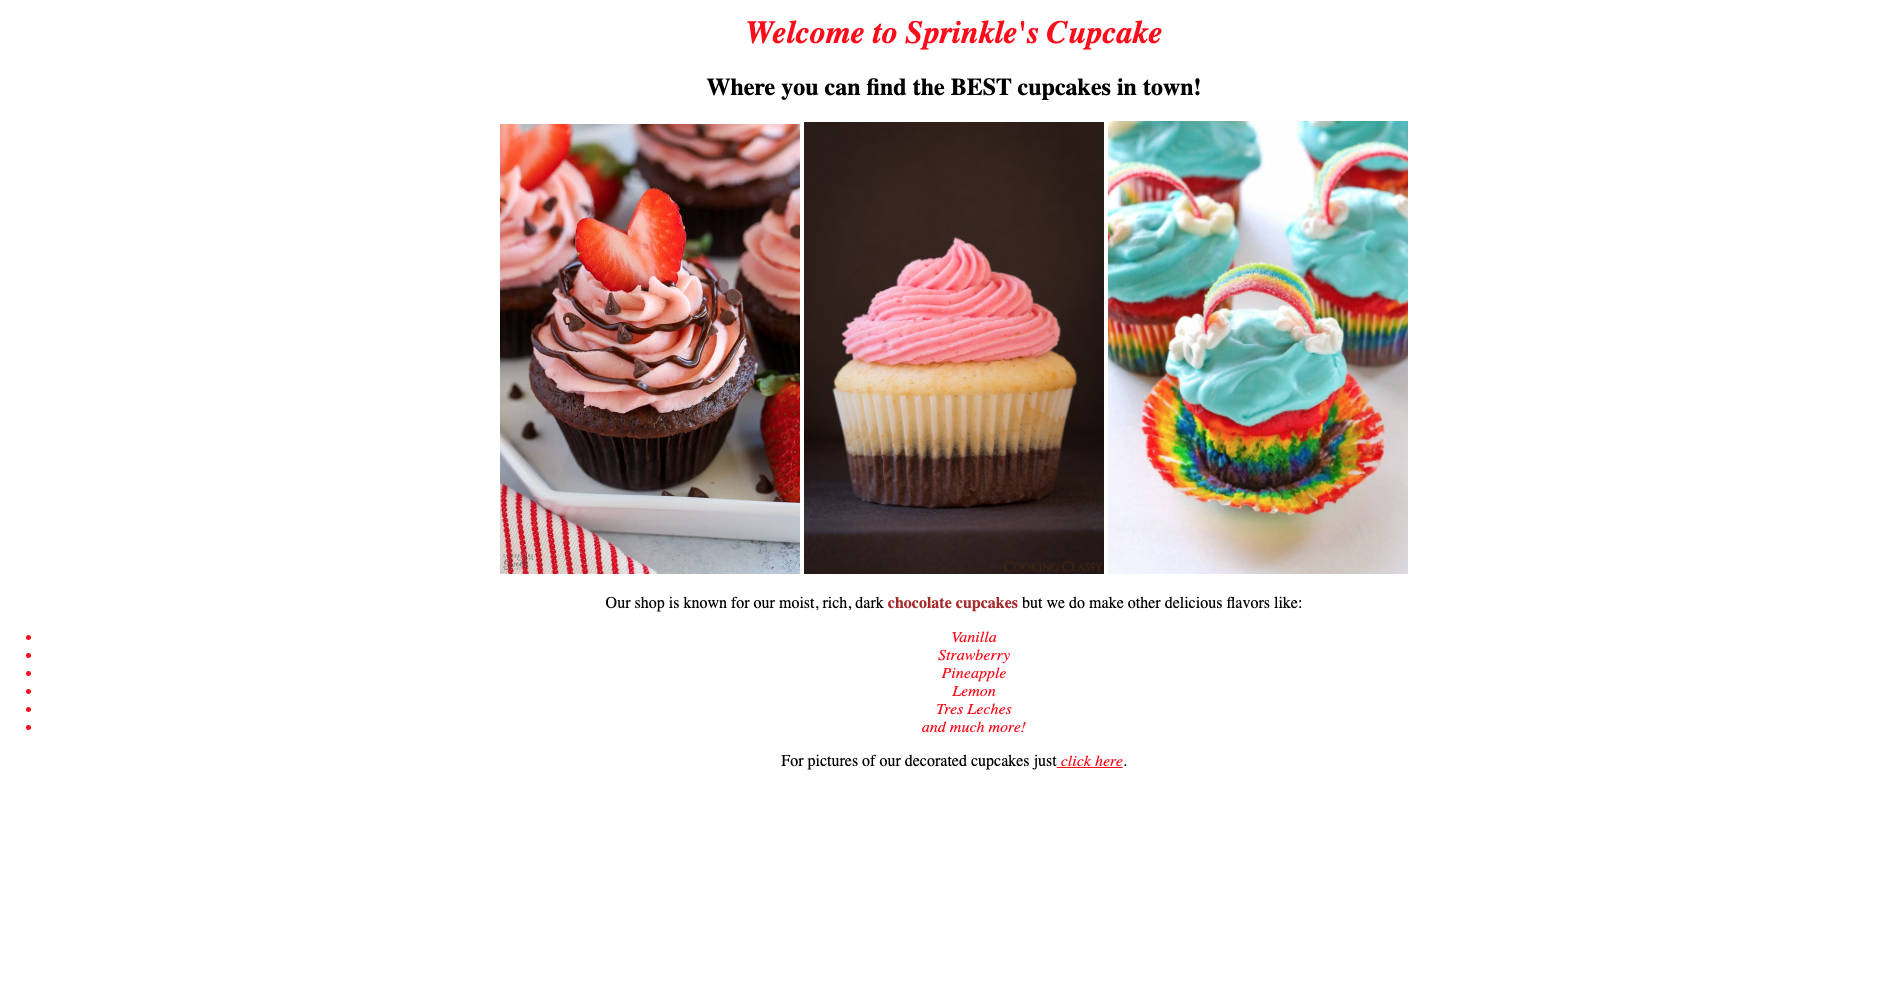 Welcome to Sprinkle's Cupcake
Where you can find the BEST cupcakes in town!
COOKING CLASSY
Our shop is known for our moist, rich, dark chocolate cupcakes but we do make other delicious flavors like:
• Vanilla
• Strawberry
• Pineapple
• Lemon
• Tres Leches
• and much more!
For pictures of our decorated cupcakes just click here.